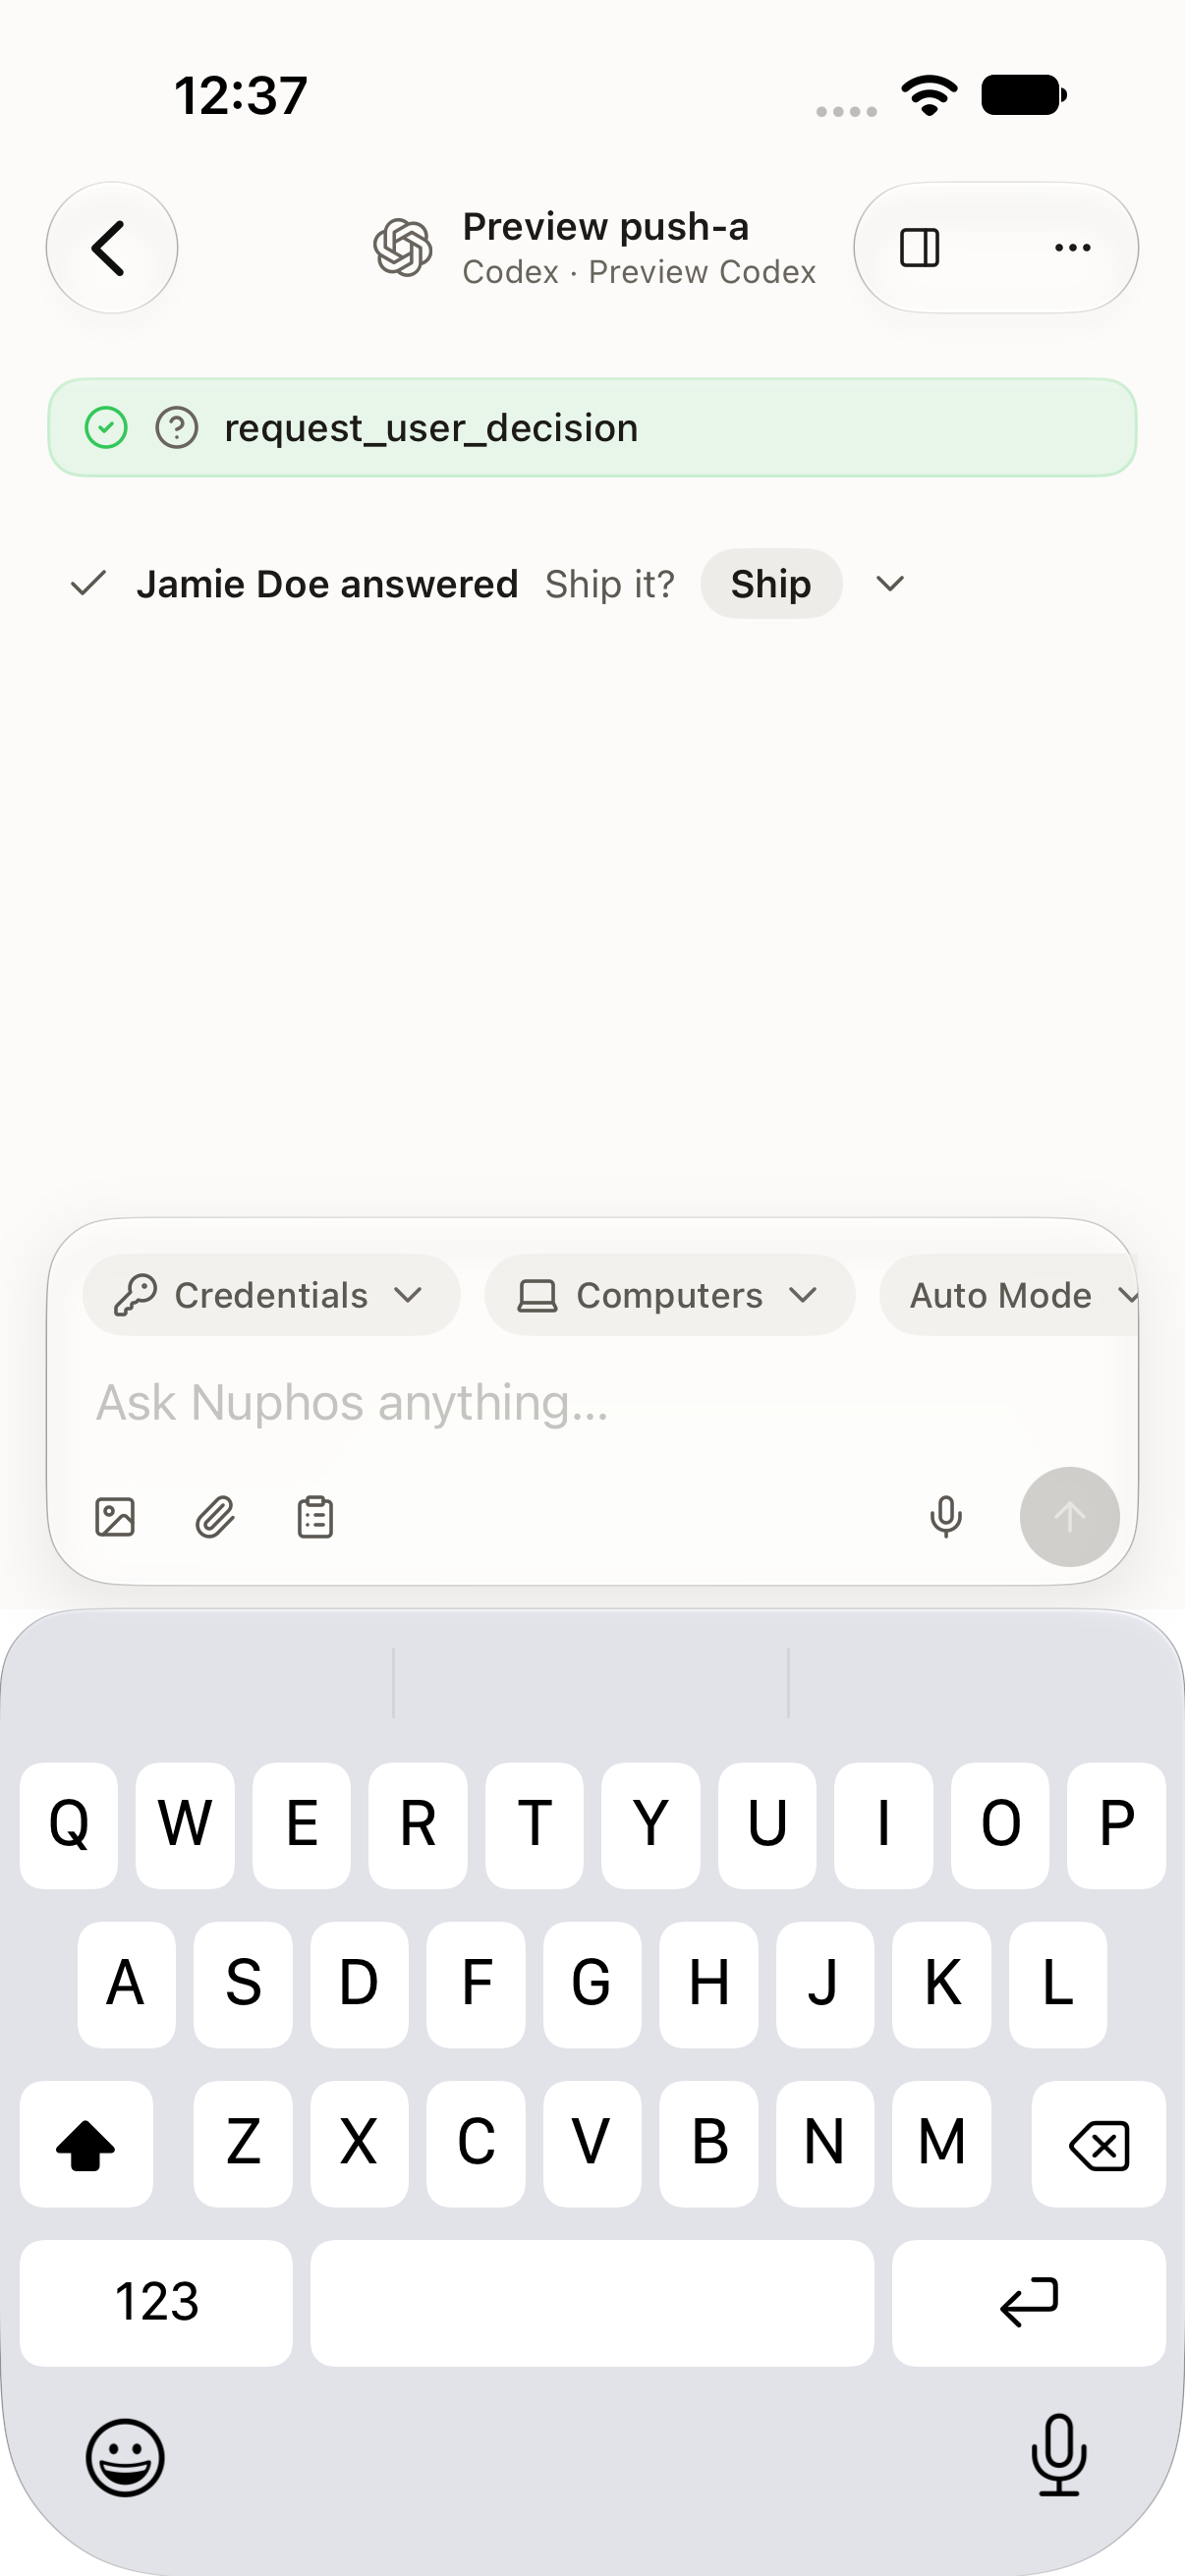 12:37
Preview push-a
Codex · Preview Codex
request_user_decision
Jamie Doe answered Ship it? Ship
Credentials Computers Auto Mode
Ask Nuphos anything...
Q W E R T Y U I O P
A S D F G H J K L
Z X C V B N M
123